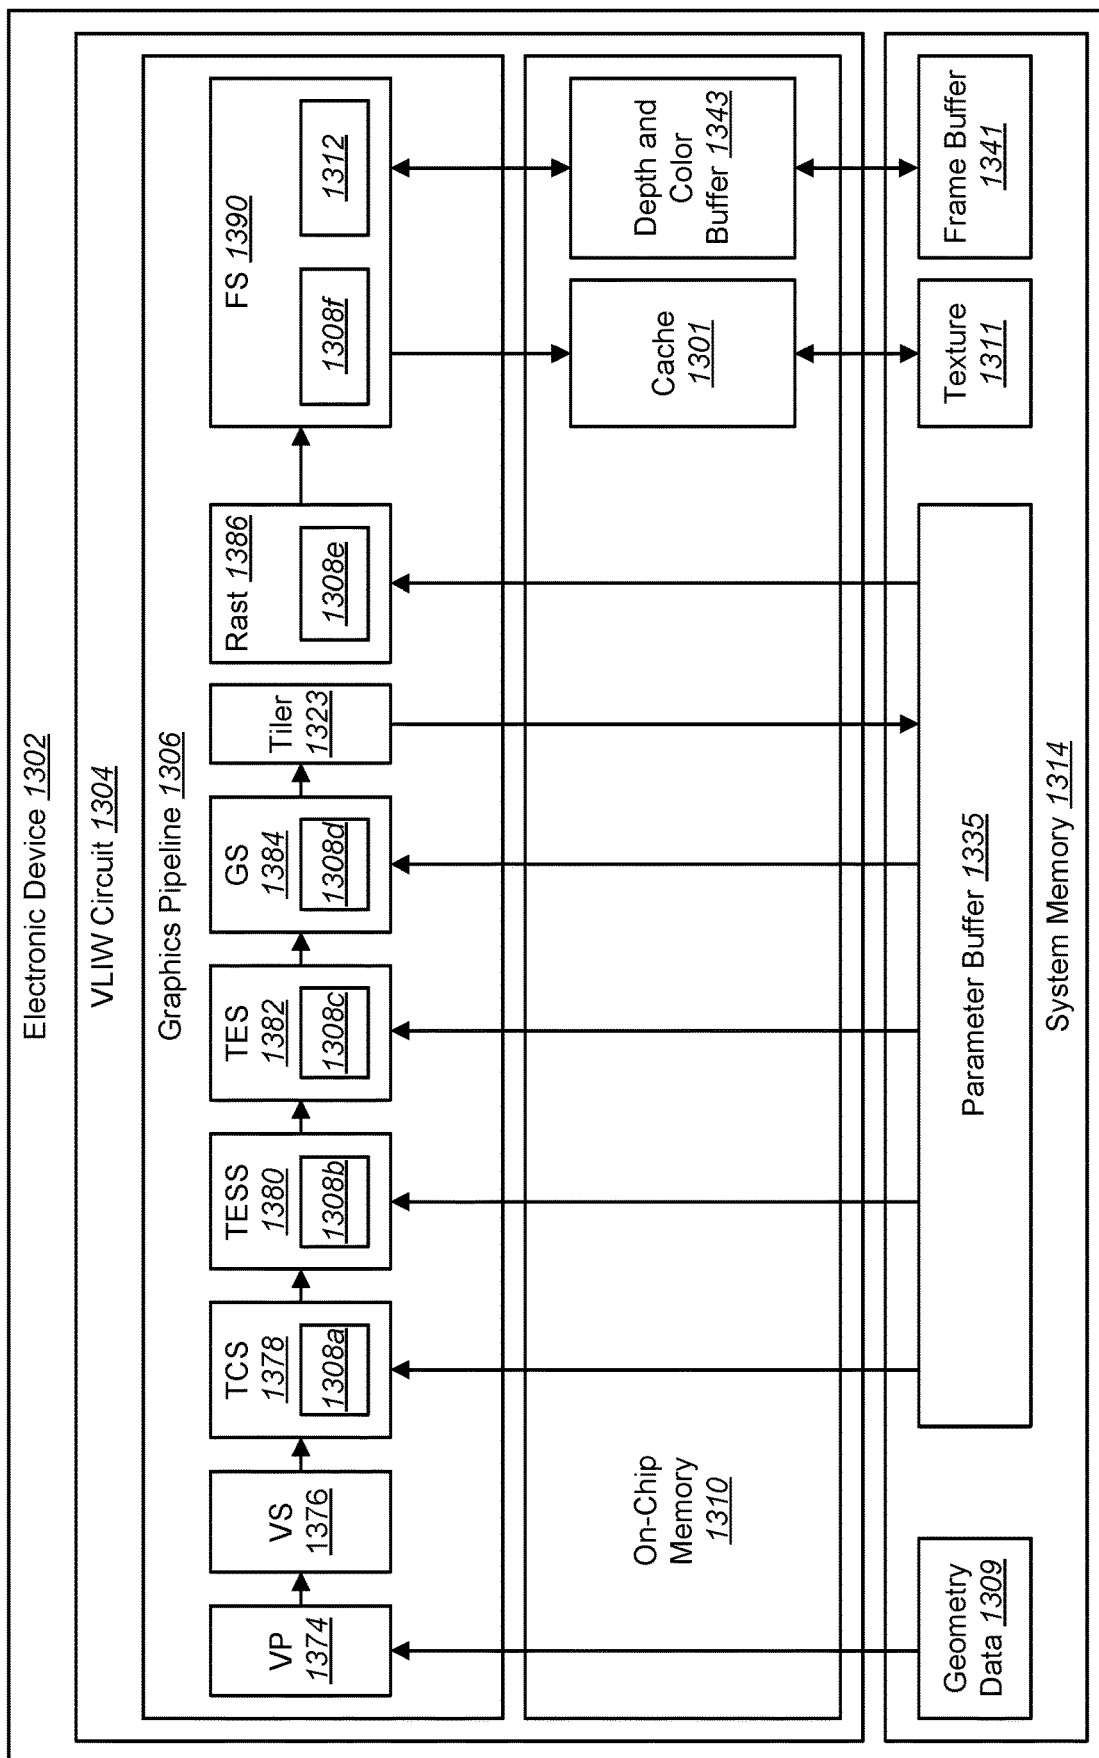 Electronic Device 1302
VLIW Circuit 1304
Graphics Pipeline 1306
VP
1374
VS
1376
TCS
1378
1308a
TESS
1380
1308b
TES
1382
1308c
GS
1384
1308d
Tiler
1323
Rast 1386
1308e
FS 1390
1308f
1312
On-Chip
Memory
1310
Cache
1301
Depth and
Color
Buffer 1343
Geometry
Data 1309
Parameter Buffer 1335
Texture
1311
Frame Buffer
1341
System Memory 1314